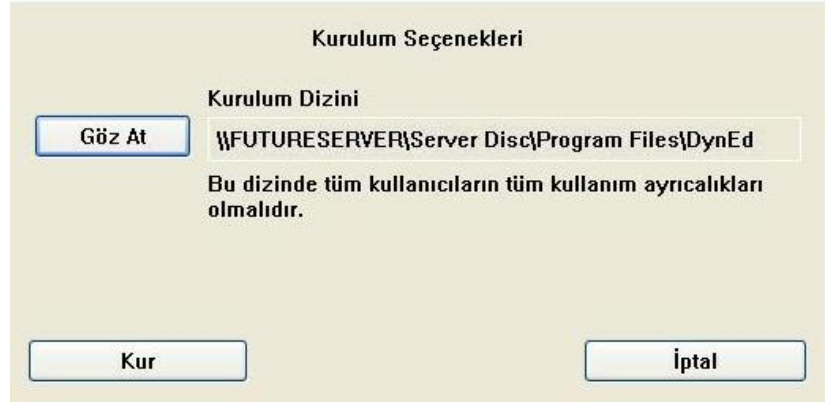 Kurulum Seçenekleri
Kurulum Dizini
Göz At
\\FUTURESERVER\Server Disc\Program Files\DynEd
Bu dizinde tüm kullanıcıların tüm kullanım ayrıcalıkları
olmalıdır.
Kur
İptal